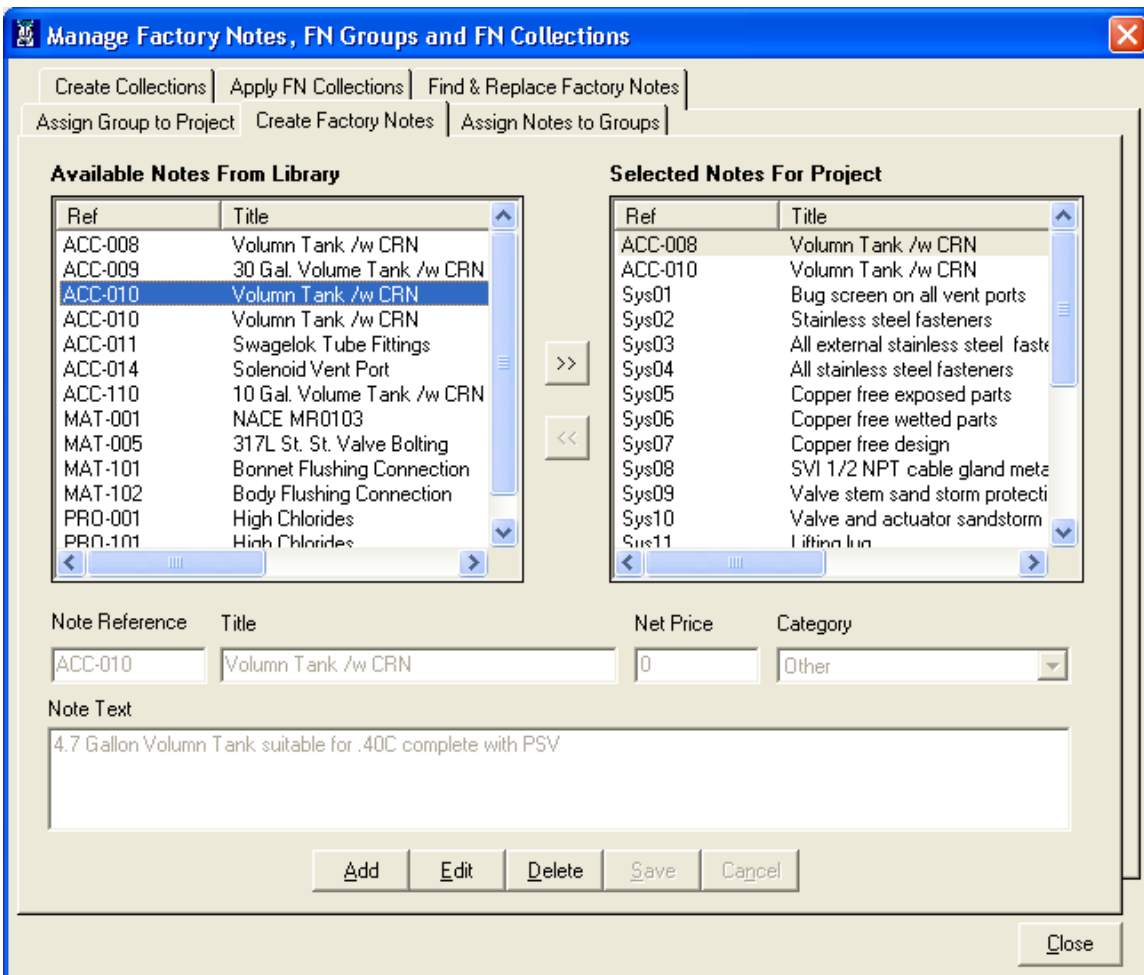 Manage Factory Notes, FN Groups and FN Collections
Create Collections Apply FN Collections Find & Replace Factory Notes
Assign Group to Project Create Factory Notes Assign Notes to Groups
Available Notes From Library
Ref Title
ACC-008 Volumn Tank /w CRN
ACC-009 30 Gal. Volume Tank /w CRN
ACC-010 Volumn Tank /w CRN
ACC-010 Volumn Tank /w CRN
ACC-011 Swagelok Tube Fittings
ACC-014 Solenoid Vent Port
ACC-110 10 Gal. Volume Tank /w CRN
MAT-001 NACE MR0103
MAT-005 317L St. St. Valve Bolting
MAT-101 Bonnet Flushing Connection
MAT-102 Body Flushing Connection
PRO-001 High Chlorides
PRO-101 High Chlorides
>>
<<
Selected Notes For Project
Ref Title
ACC-008 Volumn Tank /w CRN
ACC-010 Volumn Tank /w CRN
Sys01 Bug screen on all vent ports
Sys02 Stainless steel fasteners
Sys03 All external stainless steel faste
Sys04 All stainless steel fasteners
Sys05 Copper free exposed parts
Sys06 Copper free wetted parts
Sys07 Copper free design
Sys08 SVI 1/2 NPT cable gland meta
Sys09 Valve stem sand storm protecti
Sys10 Valve and actuator sandstorm
Sys11 Lifting lug
Note Reference Title Net Price Category
ACC-010 Volumn Tank /w CRN 0 Other
Note Text
4.7 Gallon Volumn Tank suitable for .40C complete with PSV
Add Edit Delete Save Cancel
Close